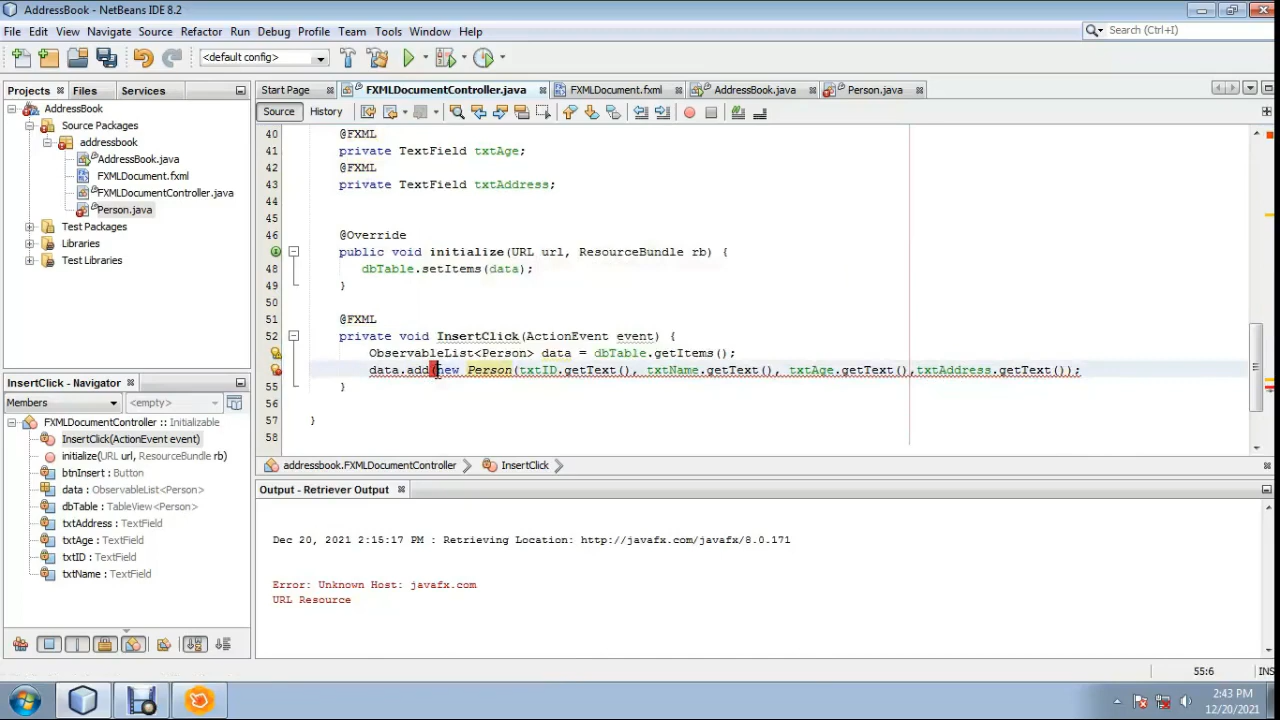 AddressBook - NetBeans IDE 8.2
File Edit View Navigate Source Refactor Run Debug Profile Team Tools Window Help
Search (Ctrl+I)
<default config>
Projects Files Services
Start Page FXMLDocumentController.java FXMLDocument.fxml AddressBook.java Person.java
Source History
AddressBook
Source Packages
addressbook
AddressBook.java
FXMLDocument.fxml
FXMLDocumentController.java
Person.java
Test Packages
Libraries
Test Libraries
40 @FXML
41 private TextField txtAge;
42 @FXML
43 private TextField txtAddress;
44
45
46 @Override
public void initialize(URL url, ResourceBundle rb) {
48 dbTable.setItems(data);
49 }
50
51 @FXML
52 private void InsertClick(ActionEvent event) {
ObservableList<Person> data = dbTable.getItems();
data.add(new Person(txtID.getText(), txtName.getText(), txtAge.getText(),txtAddress.getText());
55 }
56
57 }
58
InsertClick - Navigator
Members <empty>
FXMLDocumentController :: Initializable
InsertClick(ActionEvent event)
initialize(URL url, ResourceBundle rb)
btnInsert : Button
data : ObservableList<Person>
dbTable : TableView<Person>
txtAddress : TextField
txtAge : TextField
txtID : TextField
txtName : TextField
addressbook.FXMLDocumentController InsertClick
Output - Retriever Output
Dec 20, 2021 2:15:17 PM : Retrieving Location: http://javafx.com/javafx/8.0.171
Error: Unknown Host: javafx.com
URL Resource
55:6 INS
2:43 PM
12/20/2021